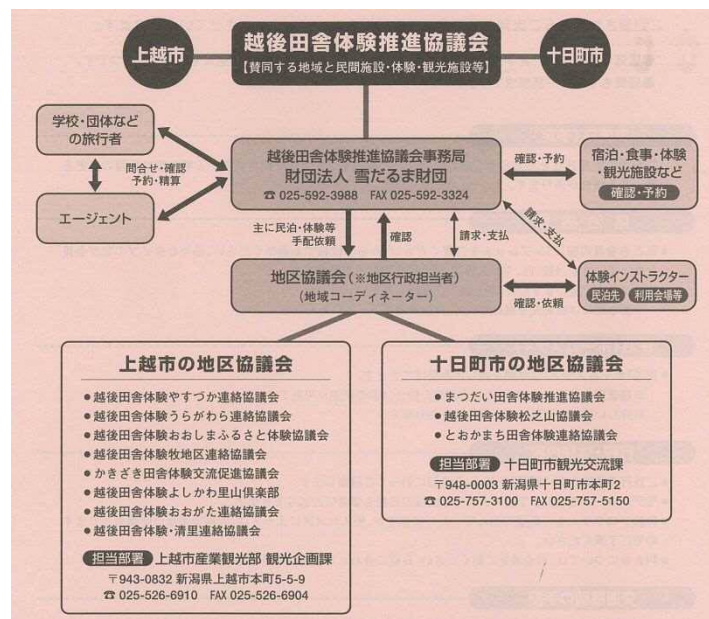 上越市
越後田舎体験推進協議会
【賛同する地域と民間施設・体験・観光施設等】
十日町市
学校・団体など
の旅行者
問合せ・確認
予約・精算
エージェント
越後田舎体験推進協議会事務局
財団法人 雪だるま財団
☎ 025-592-3988 FAX 025-592-3324
確認・予約
宿泊・食事・体験
・観光施設など
確認・予約
主に民泊・体験等
手配依頼
確認
請求・支払
請求・支払
地区協議会(※地区行政担当者)
(地域コーディネーター)
確認・依頼
体験インストラクター
民泊先 利用会場等
上越市の地区協議会
●越後田舎体験やすづか連絡協議会
●越後田舎体験うらがわら連絡協議会
●越後田舎体験おおしまふるさと体験協議会
●越後田舎体験牧地区連絡協議会
●かきざき田舎体験交流促進協議会
●越後田舎体験よしかわ里山倶楽部
●越後田舎体験おおがた連絡協議会
●越後田舎体験・清里連絡協議会
担当部署 上越市産業観光部 観光企画課
〒943-0832 新潟県上越市本町5-5-9
☎ 025-526-6910 FAX 025-526-6904
十日町市の地区協議会
●まつだい田舎体験推進協議会
●越後田舎体験松之山協議会
●とおかまち田舎体験連絡協議会
担当部署 十日町市観光交流課
〒948-0003 新潟県十日町市本町2
☎ 025-757-3100 FAX 025-757-5150